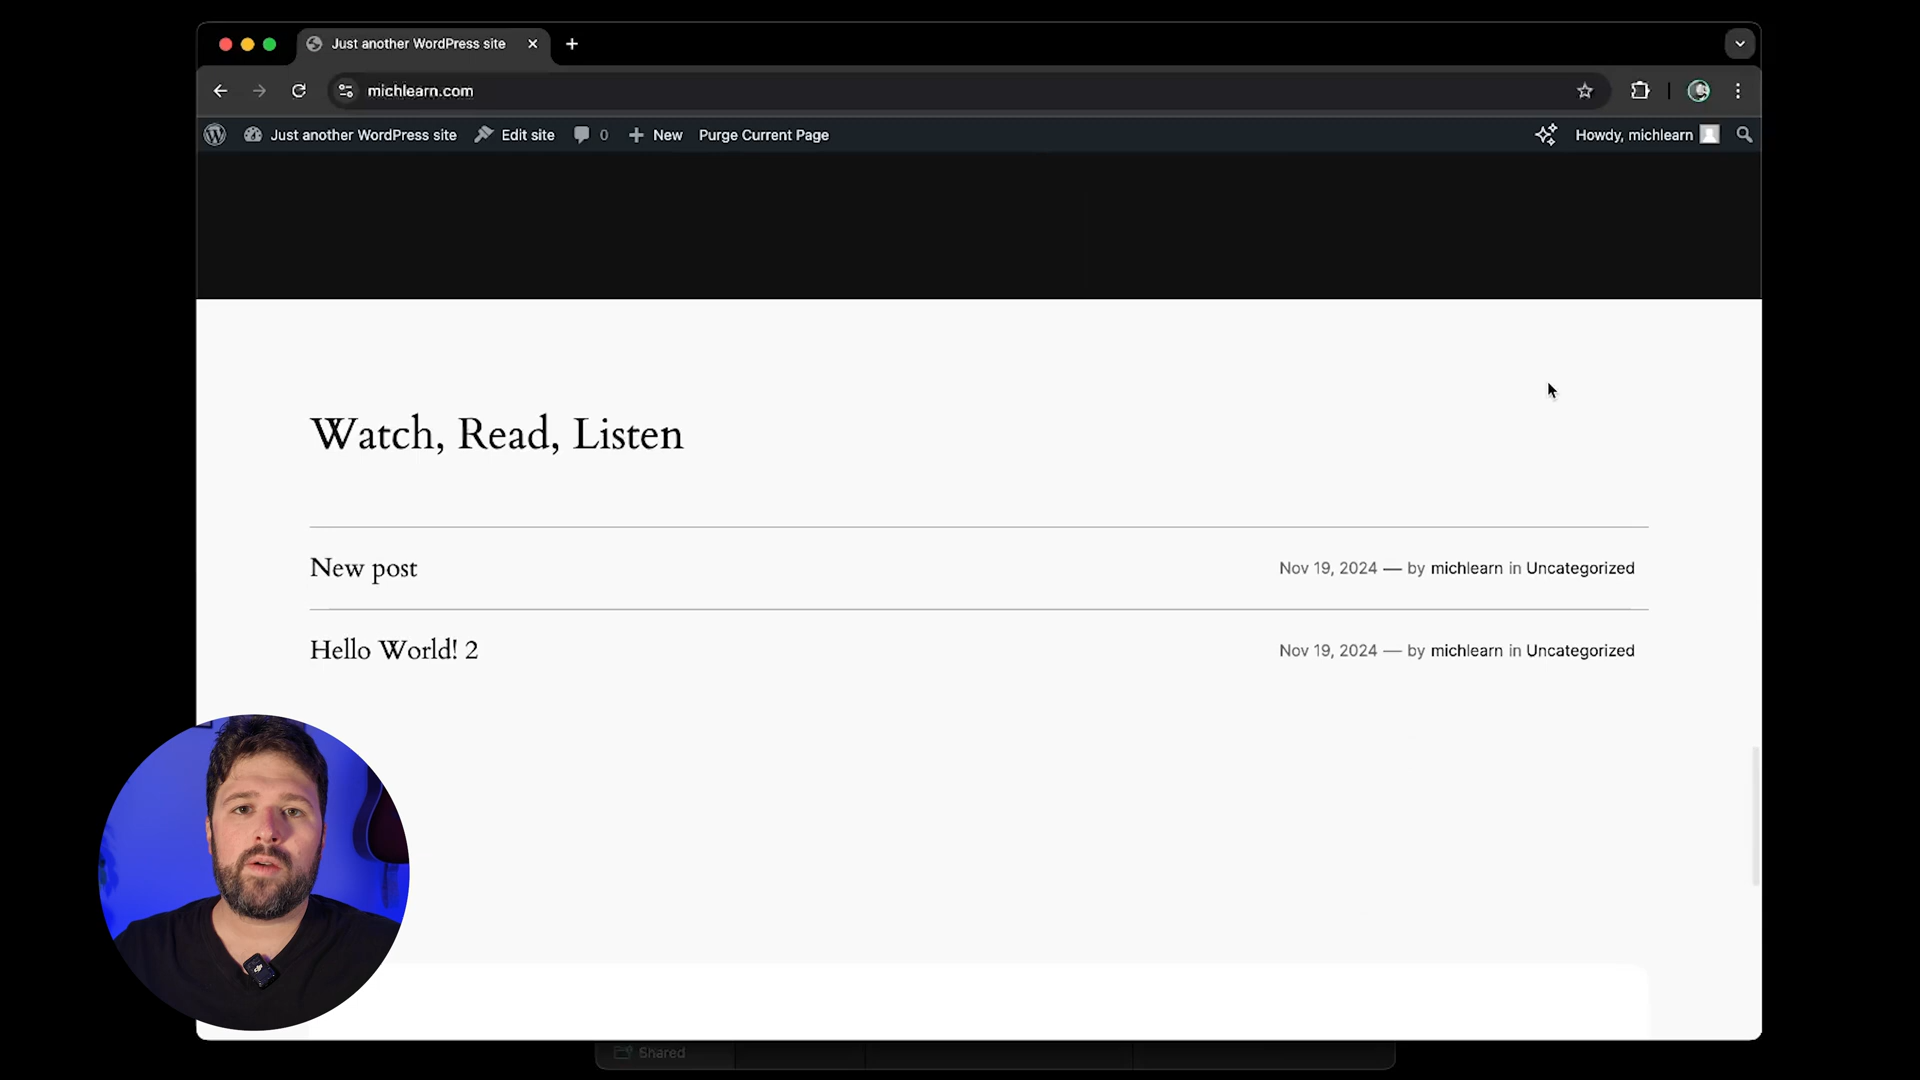 Just another WordPress site
michlearn.com
Just another WordPress site Edit site 0 New Purge Current Page Howdy, michlearn
Watch, Read, Listen
New post Nov 19, 2024 — by michlearn in Uncategorized
Hello World! 2 Nov 19, 2024 — by michlearn in Uncategorized
Shared